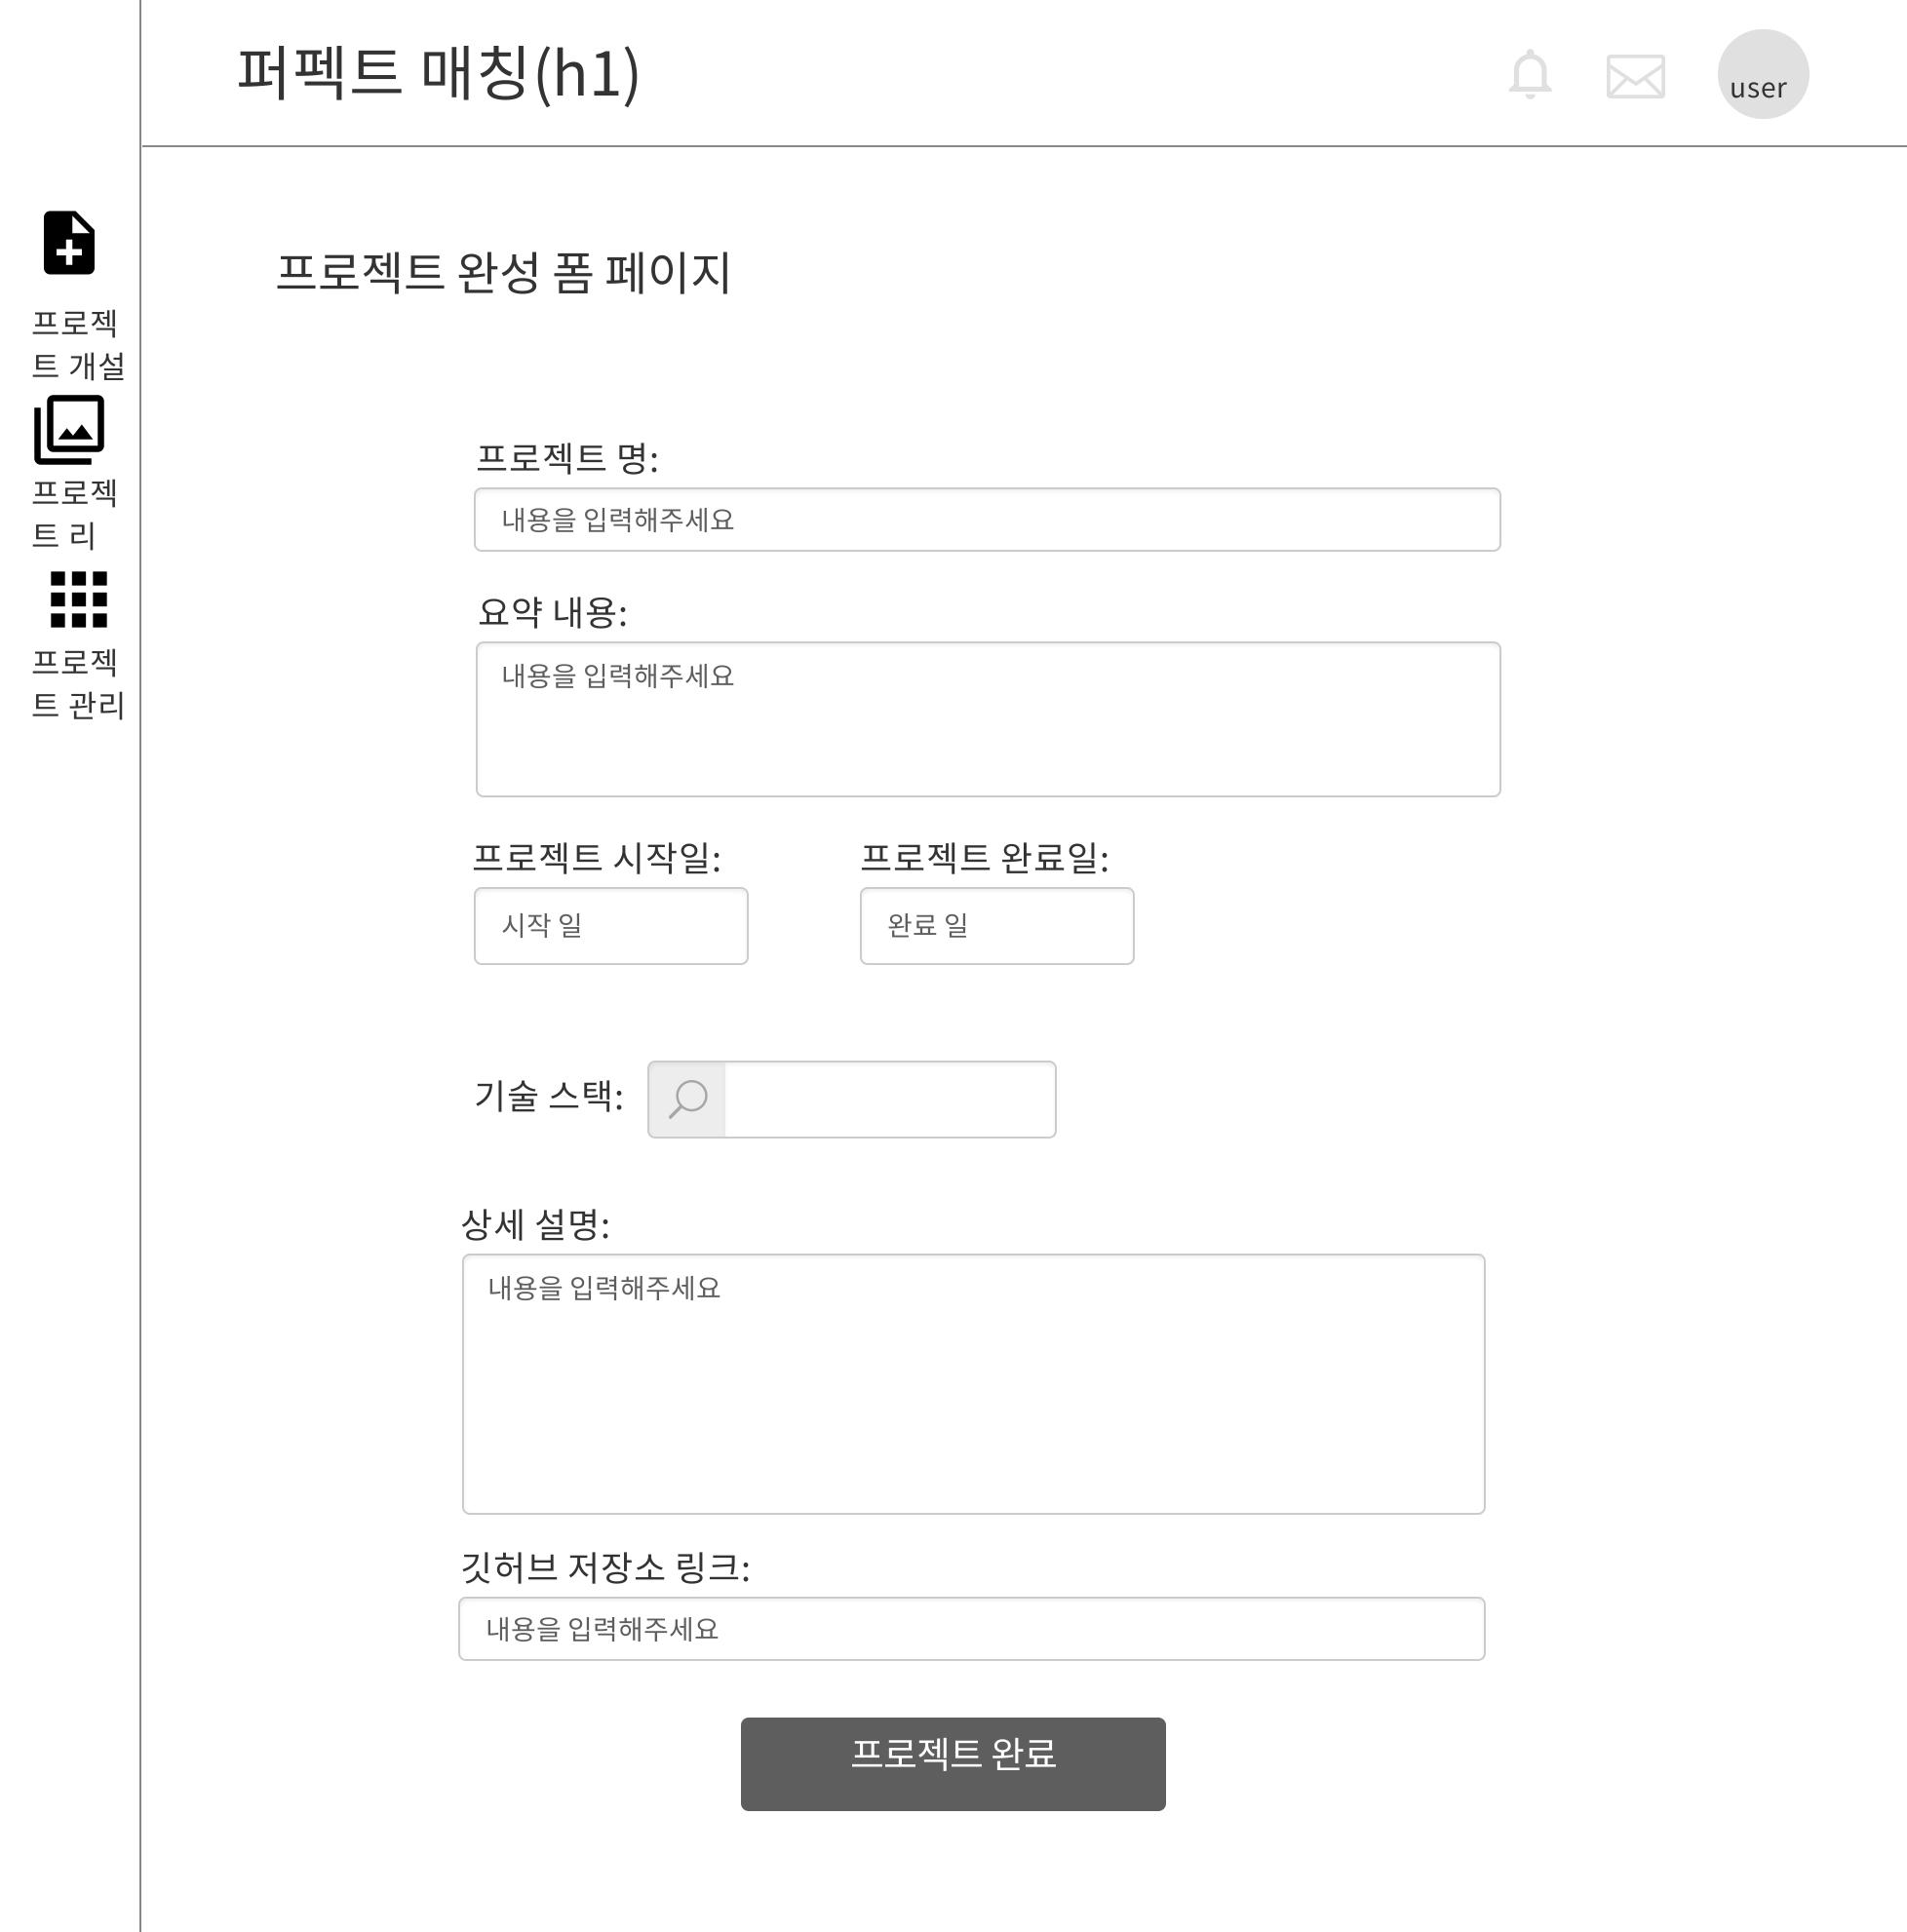 퍼펙트 매칭(h1)
user
프로젝
트 개설
프로젝
트 리
프로젝
트 관리
프로젝트 완성 폼 페이지
프로젝트 명:
내용을 입력해주세요
요약 내용:
내용을 입력해주세요
프로젝트 시작일: 프로젝트 완료일:
시작 일 완료 일
기술 스택:
상세 설명:
내용을 입력해주세요
깃허브 저장소 링크:
내용을 입력해주세요
프로젝트 완료